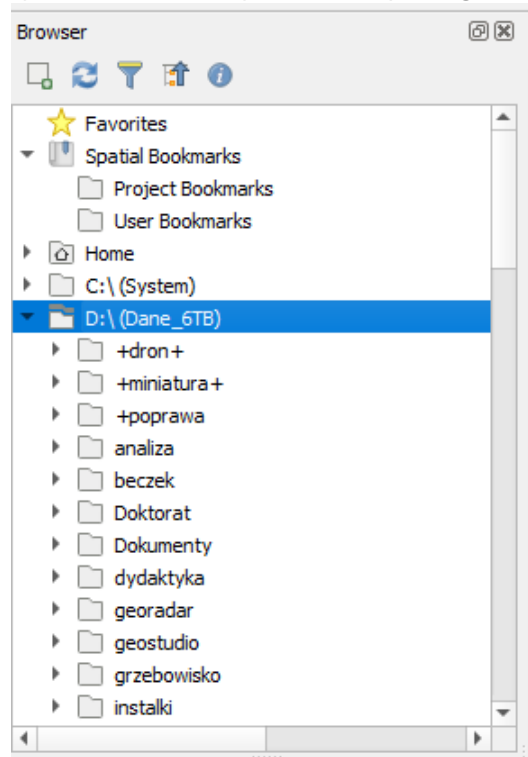 Browser
Favorites
Spatial Bookmarks
Project Bookmarks
User Bookmarks
Home
C:\ (System)
D:\ (Dane_6TB)
+dron+
+miniatura+
+poprawa
analiza
beczek
Doktorat
Dokumenty
dydaktyka
georadar
geostudio
grzebowisko
instalki